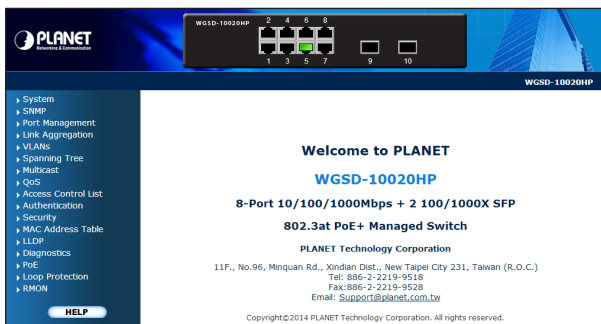 PLANET
Networking & Communication
WGSD-10020HP
2 4 6 8
1 3 5 7 9 10
WGSD-10020HP
System
SNMP
Port Management
Link Aggregation
VLANs
Spanning Tree
Multicast
QoS
Access Control List
Authentication
Security
MAC Address Table
LLDP
Diagnostics
PoE
Loop Protection
RMON
HELP
Welcome to PLANET
WGSD-10020HP
8-Port 10/100/1000Mbps + 2 100/1000X SFP
802.3at PoE+ Managed Switch
PLANET Technology Corporation
11F., No.96, Minquan Rd., Xindian Dist., New Taipei City 231, Taiwan (R.O.C.)
Tel: 886-2-2219-9518
Fax:886-2-2219-9528
Email: Support@planet.com.tw
Copyright©2014 PLANET Technology Corporation. All rights reserved.